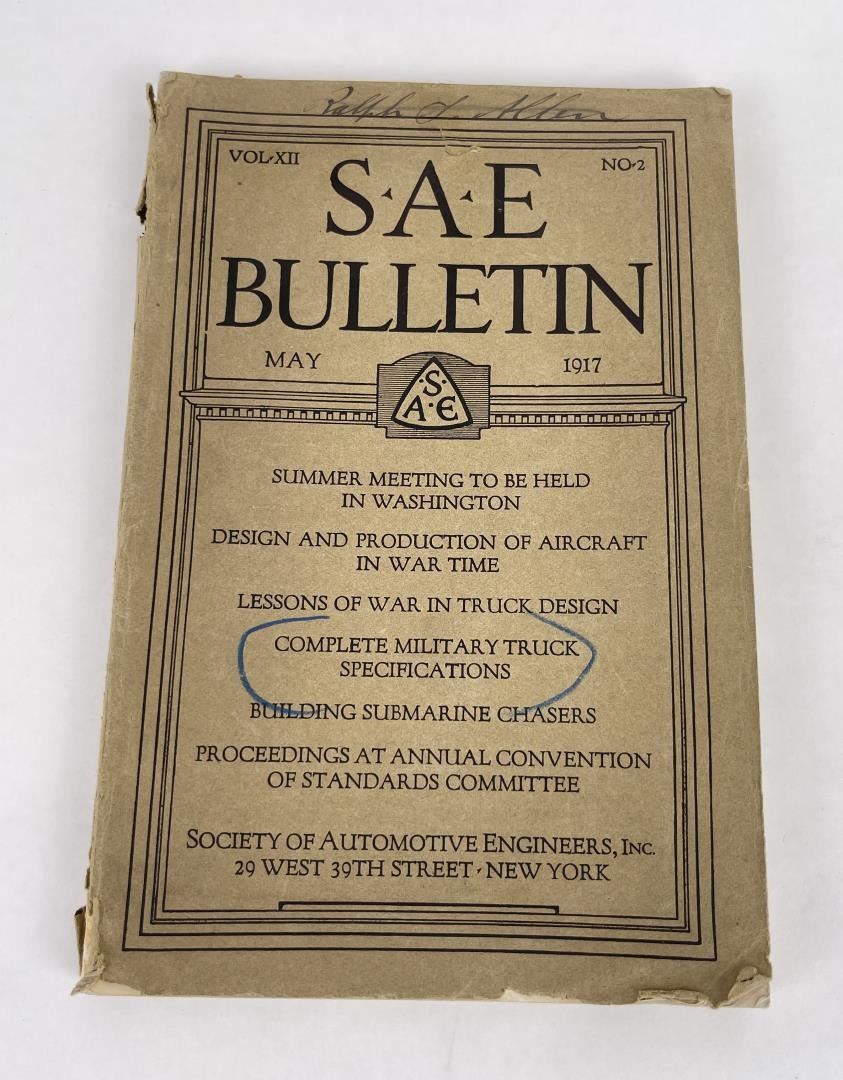 Ralph J. Allen
VOL·XII NO·2
S·A·E
BULLETIN
MAY 1917
·S·
A·E
SUMMER MEETING TO BE HELD
IN WASHINGTON
DESIGN AND PRODUCTION OF AIRCRAFT
IN WAR TIME
LESSONS OF WAR IN TRUCK DESIGN
COMPLETE MILITARY TRUCK
SPECIFICATIONS
BUILDING SUBMARINE CHASERS
PROCEEDINGS AT ANNUAL CONVENTION
OF STANDARDS COMMITTEE
SOCIETY OF AUTOMOTIVE ENGINEERS, INC.
29 WEST 39TH STREET · NEW YORK